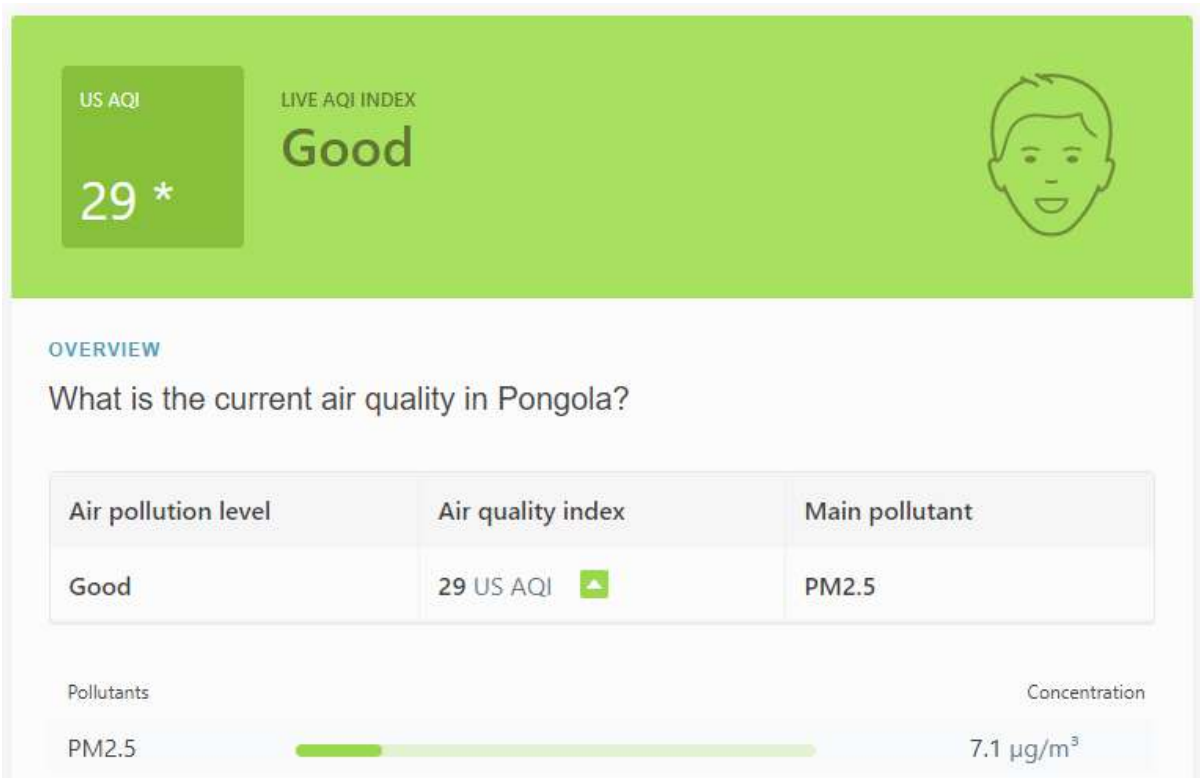 US AQI
29 *
LIVE AQI INDEX
Good
OVERVIEW
What is the current air quality in Pongola?
Air pollution level Air quality index Main pollutant
Good 29 US AQI PM2.5
Pollutants Concentration
PM2.5 7.1 µg/m³